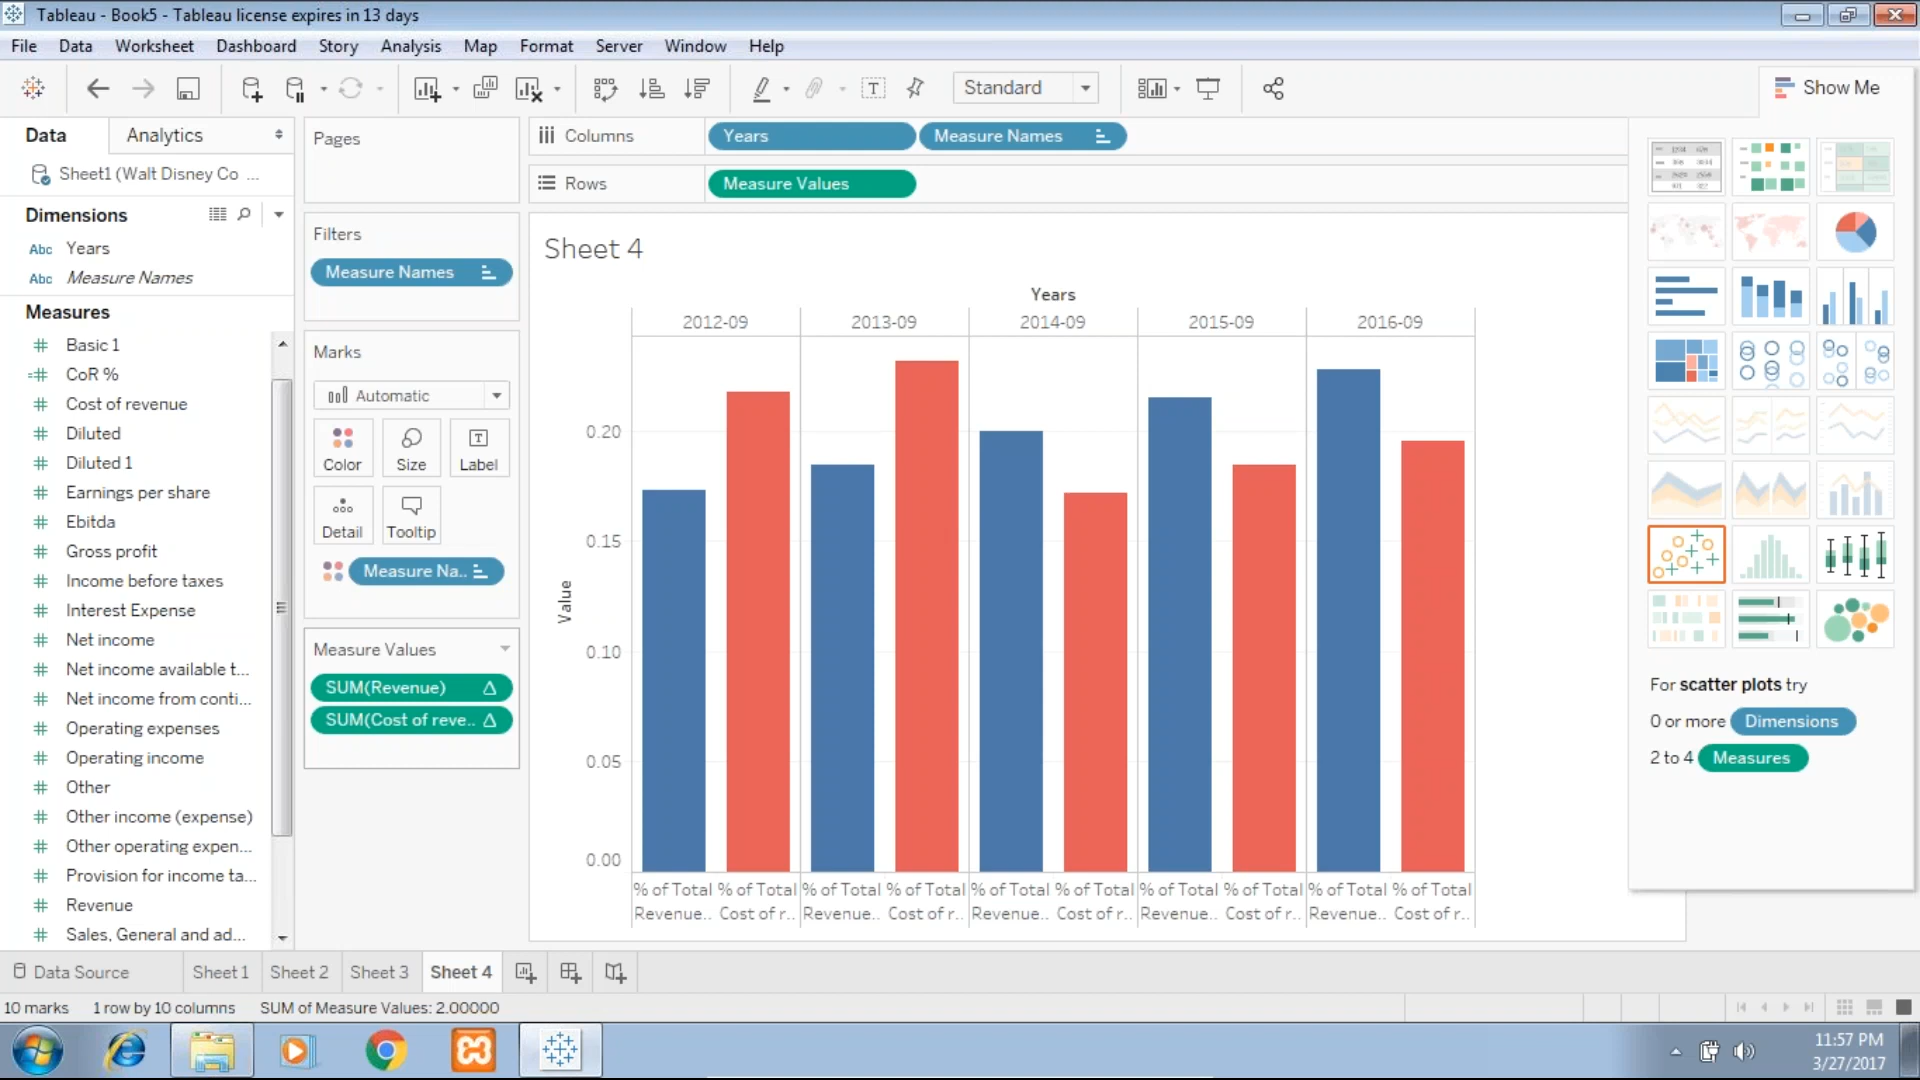 Tableau - Book5 - Tableau license expires in 13 days
File Data Worksheet Dashboard Story Analysis Map Format Server Window Help
Standard
Show Me
Data Analytics
Sheet1 (Walt Disney Co ...
Dimensions
Abc Years
Abc Measure Names
Measures
# Basic 1
=# CoR %
# Cost of revenue
# Diluted
# Diluted 1
# Earnings per share
# Ebitda
# Gross profit
# Income before taxes
# Interest Expense
# Net income
# Net income available t...
# Net income from conti...
# Operating expenses
# Operating income
# Other
# Other income (expense)
# Other operating expen...
# Provision for income ta...
# Revenue
# Sales, General and ad...
Pages
Filters
Measure Names
Marks
Automatic
Color Size Label
Detail Tooltip
Measure Na..
Measure Values
SUM(Revenue) Δ
SUM(Cost of reve.. Δ
Columns Years Measure Names
Rows Measure Values
Sheet 4
Years
2012-09 2013-09 2014-09 2015-09 2016-09
Value
0.20
0.15
0.10
0.05
0.00
% of Total % of Total % of Total % of Total % of Total % of Total % of Total % of Total % of Total % of Total
Revenue.. Cost of r.. Revenue.. Cost of r.. Revenue.. Cost of r.. Revenue.. Cost of r.. Revenue.. Cost of r..
For scatter plots try
0 or more Dimensions
2 to 4 Measures
Data Source Sheet 1 Sheet 2 Sheet 3 Sheet 4
10 marks 1 row by 10 columns SUM of Measure Values: 2.00000
11:57 PM
3/27/2017